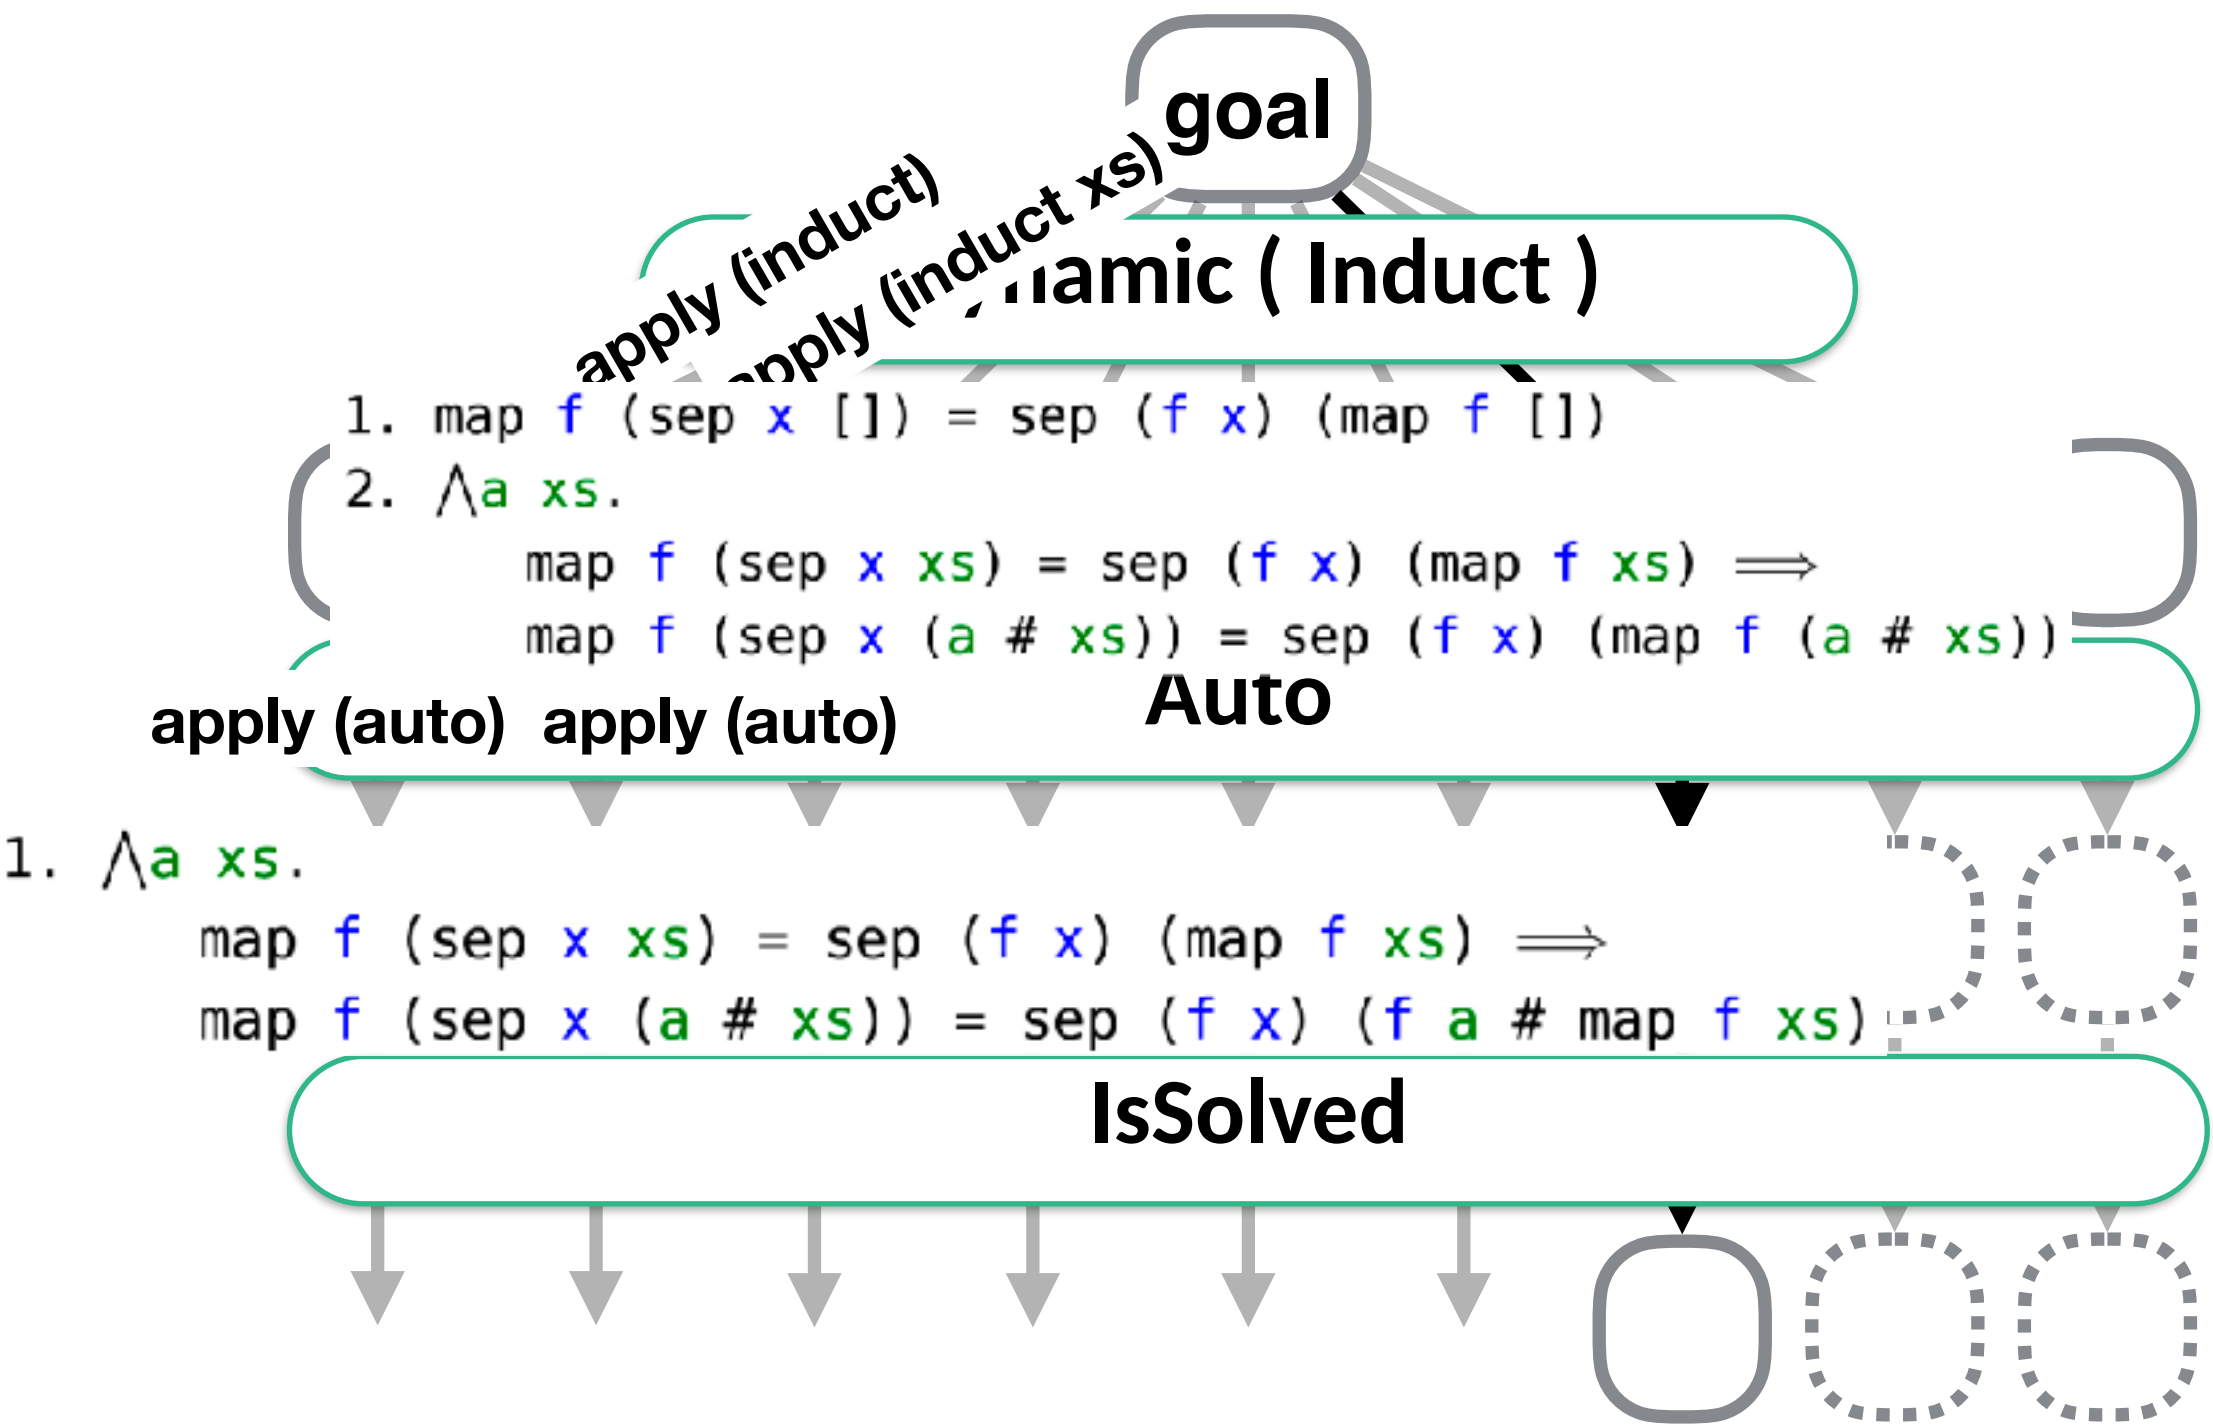 goal
apply (induct)
apply (induct xs)
( Induct )
1. map f (sep x []) = sep (f x) (map f [])
2. ⋀a xs.
map f (sep x xs) = sep (f x) (map f xs) ⟹
map f (sep x (a # xs)) = sep (f x) (map f (a # xs))
Auto
apply (auto) apply (auto)
1. ⋀a xs.
map f (sep x xs) = sep (f x) (map f xs) ⟹
map f (sep x (a # xs)) = sep (f x) (f a # map f xs)
IsSolved